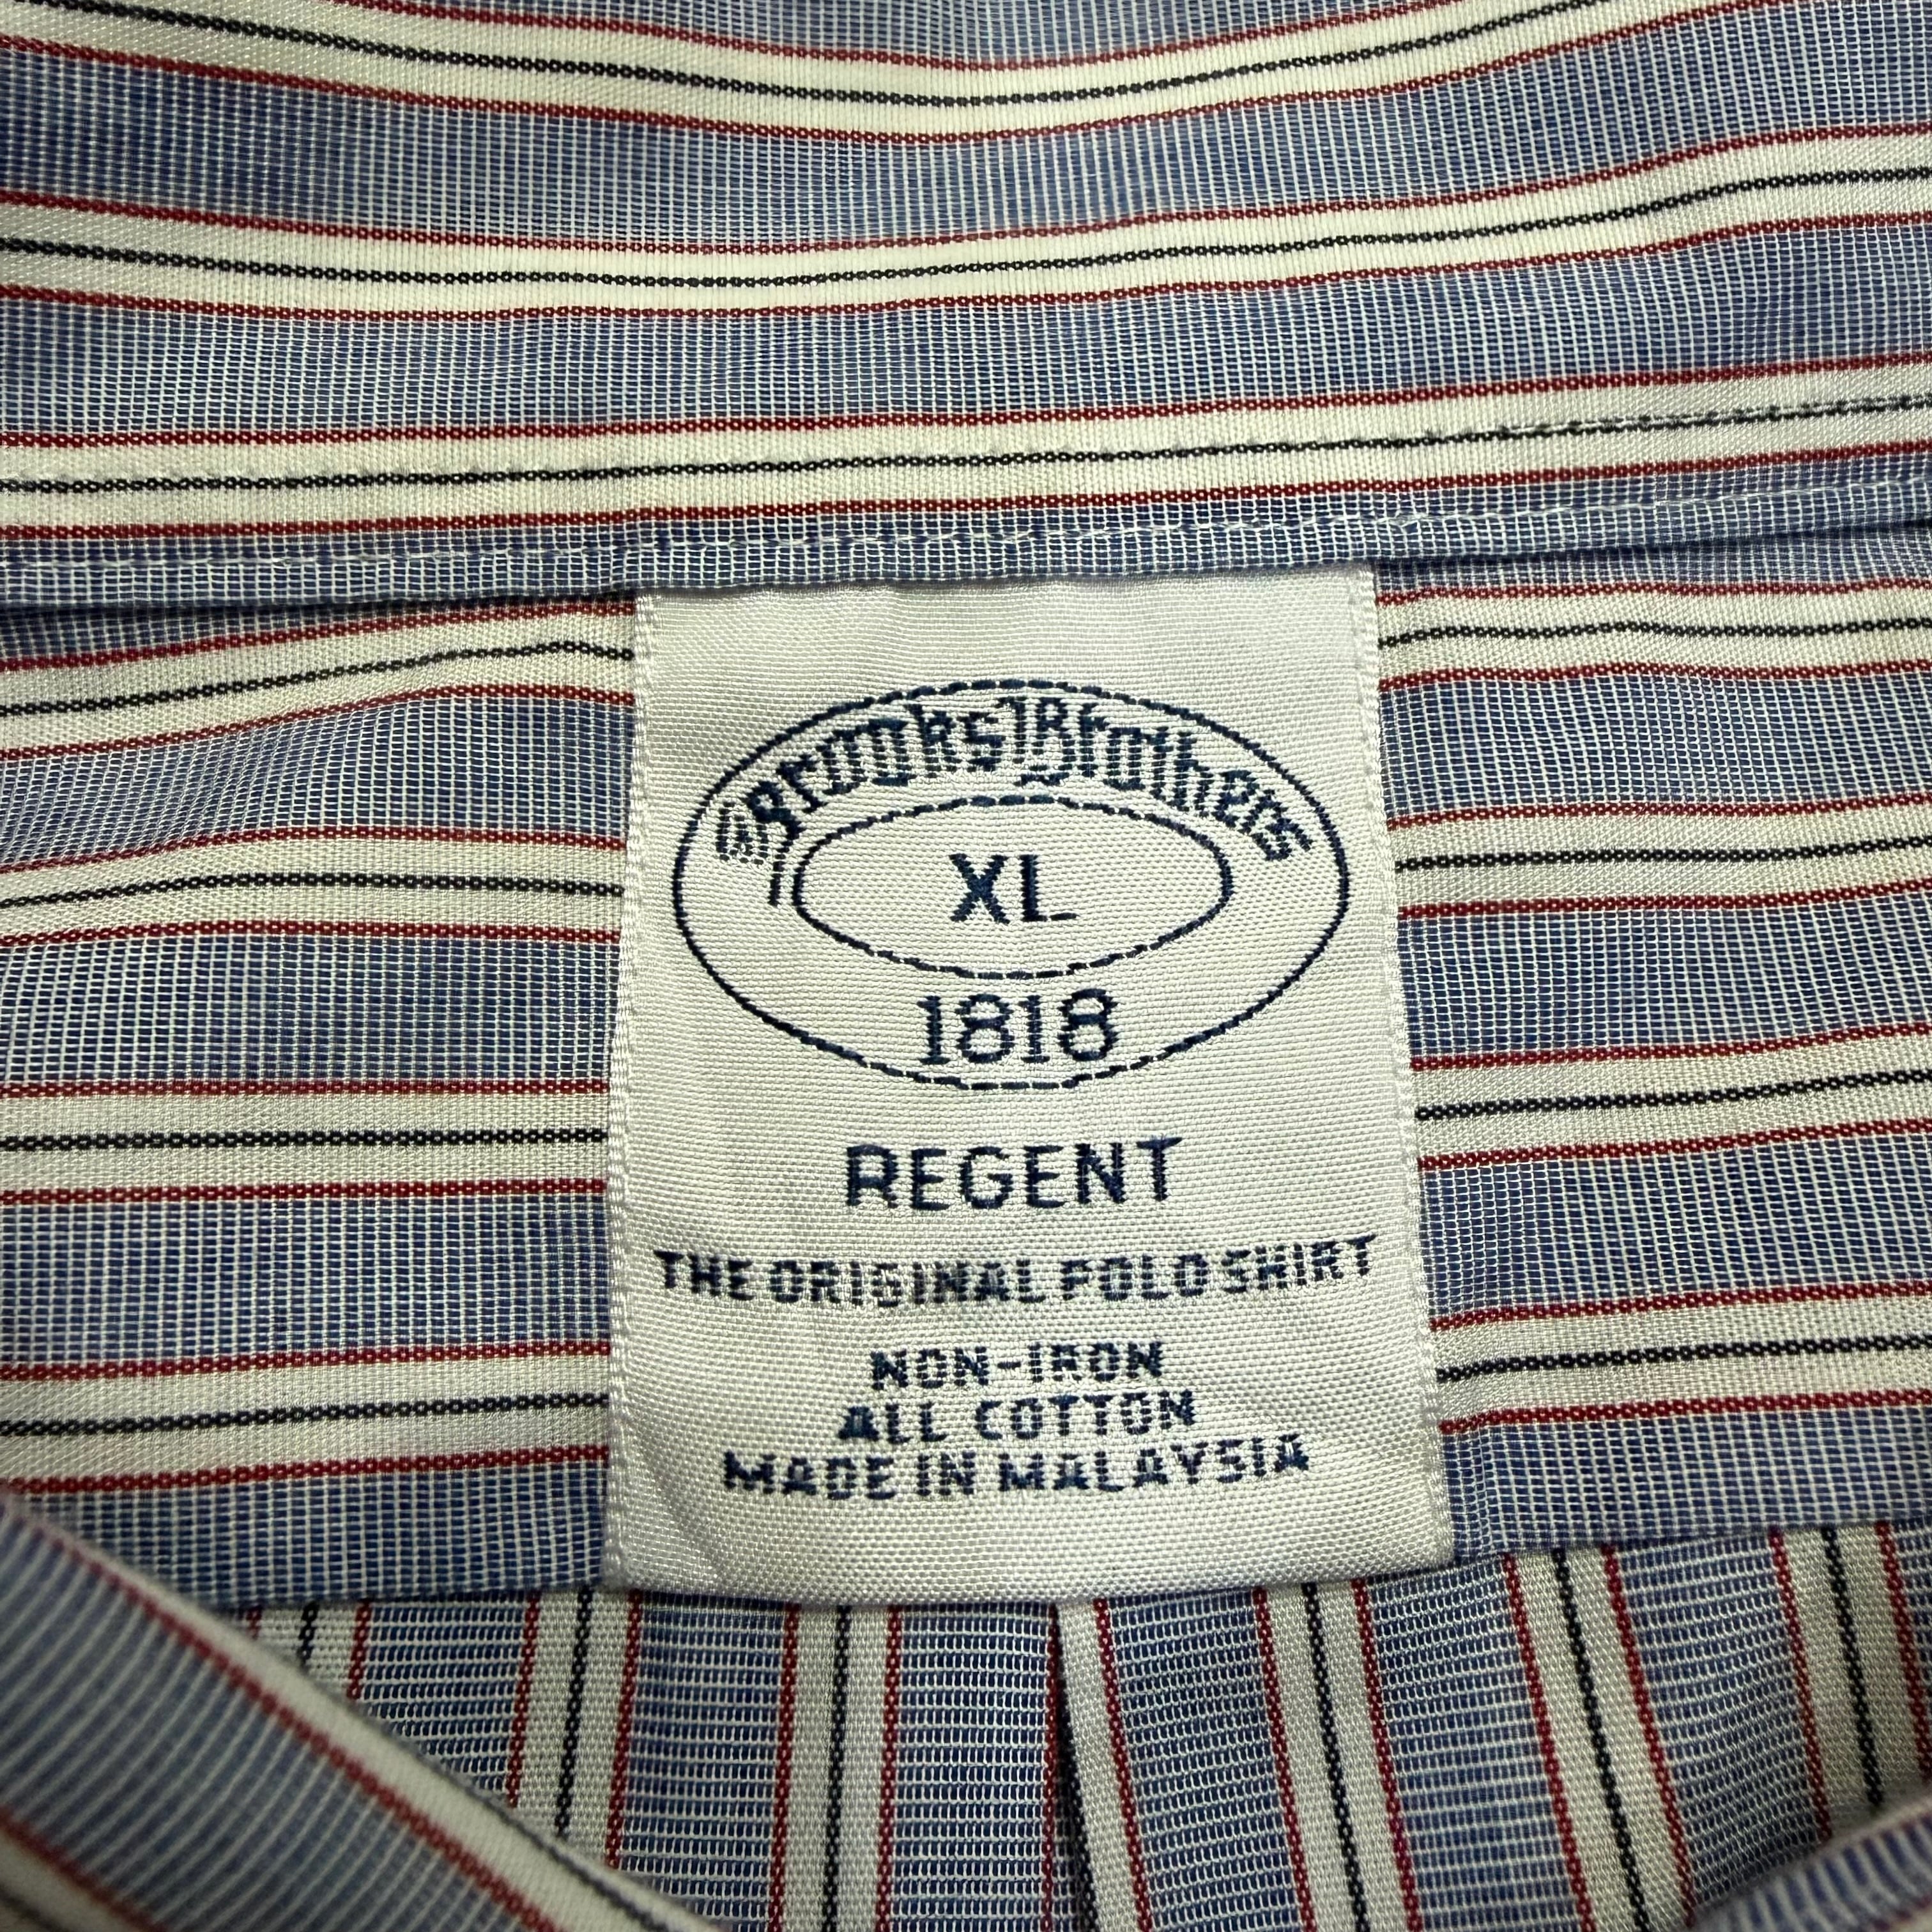 Brooks Brothers
XL
1818
REGENT
THE ORIGINAL POLO SHIRT
NON-IRON
ALL COTTON
MADE IN MALAYSIA